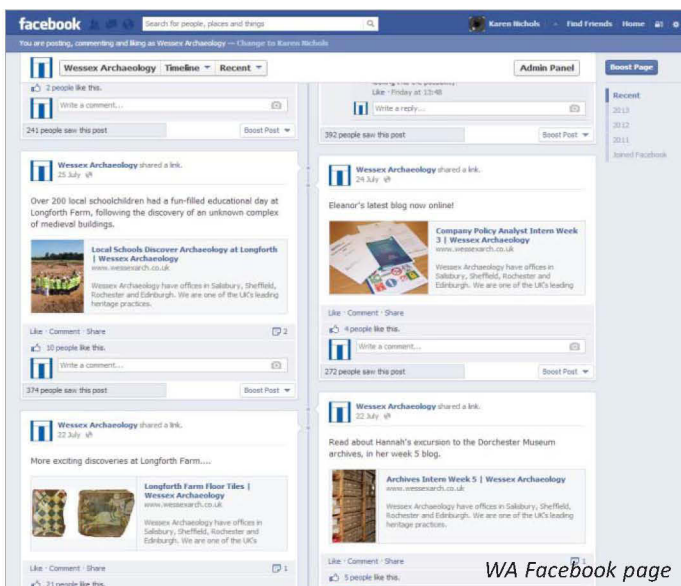 facebook
Search for people, places and things
Karen Nichols
Find Friends
Home
You are posting, commenting and liking as Wessex Archaeology — Change to Karen Nichols
Wessex Archaeology
Timeline
Recent
Admin Panel
Boost Page
Recent
2013
2012
2011
Joined Facebook
2 people like this.
Write a comment...
241 people saw this post
Boost Post
Wessex Archaeology shared a link.
25 July
Over 200 local schoolchildren had a fun-filled educational day at
Longforth Farm, following the discovery of an unknown complex
of medieval buildings.
Local Schools Discover Archaeology at Longforth
| Wessex Archaeology
www.wessexarch.co.uk
Wessex Archaeology have offices in
Salisbury, Sheffield,
Rochester and Edinburgh. We are one of the UK's leading
heritage practices.
Like · Comment · Share
2
10 people like this.
Write a comment...
374 people saw this post
Boost Post
Wessex Archaeology shared a link.
22 July
More exciting discoveries at Longforth Farm....
Longforth Farm Floor Tiles |
Wessex Archaeology
www.wessexarch.co.uk
Wessex Archaeology have offices in
Salisbury, Sheffield, Rochester and
Edinburgh. We are one of the UK's
Like · Comment · Share
1
21 people like this.
Like · Friday at 13:48
Write a reply...
392 people saw this post
Boost Post
Wessex Archaeology shared a link.
24 July
Eleanor's latest blog now online!
Company Policy Analyst Intern Week
3 | Wessex Archaeology
www.wessexarch.co.uk
Wessex Archaeology have offices in
Salisbury, Sheffield,
Rochester and Edinburgh. We are one of the UK's leading
Like · Comment · Share
4 people like this.
Write a comment...
272 people saw this post
Boost Post
Wessex Archaeology shared a link.
22 July
Read about Hannah's excursion to the Dorchester Museum
archives, in her week 5 blog.
Archives Intern Week 5 | Wessex Archaeology
www.wessexarch.co.uk
Wessex Archaeology have offices in Salisbury, Sheffield,
Rochester and Edinburgh. We are one of the UK's leading
heritage practices.
Like · Comment · Share
1
5 people like this.
WA Facebook page